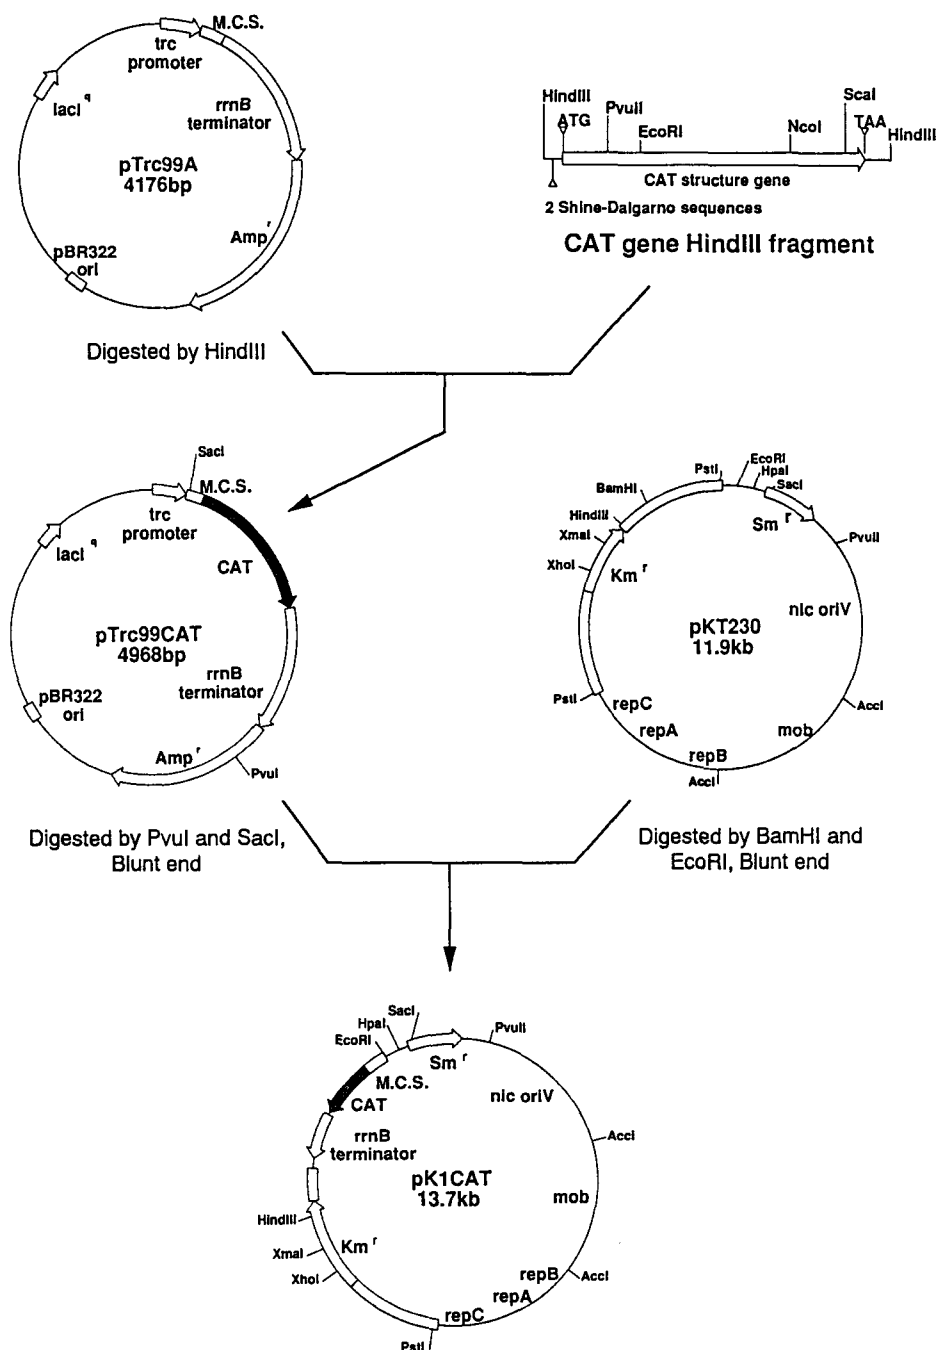 M.C.S.
trc
promoter
lacI q
rrnB
terminator
pTrc99A
4176bp
Amp r
pBR322
ori
Digested by HindIII
HindIII
ATG
PvuII
EcoRI
NcoI
ScaI
TAA
HindIII
CAT structure gene
2 Shine-Dalgarno sequences
CAT gene HindIII fragment
SacI
M.C.S.
trc
promoter
lacI q
CAT
pTrc99CAT
4968bp
rrnB
terminator
pBR322
ori
Amp r
PvuI
Digested by PvuI and SacI,
Blunt end
PstI
EcoRI
HpaI
SacI
BamHI
Sm r
HindIII
XmaI
PvuII
XhoI
Km r
nic oriV
pKT230
11.9kb
PstI
repC
AccI
repA
mob
repB
AccI
Digested by BamHI and
EcoRI, Blunt end
SacI
HpaI
PvuII
EcoRI
Sm r
M.C.S.
nic oriV
CAT
AccI
rrnB
terminator
pK1CAT
13.7kb
mob
HindIII
Km r
XmaI
XhoI
repB
AccI
repA
repC
PstI